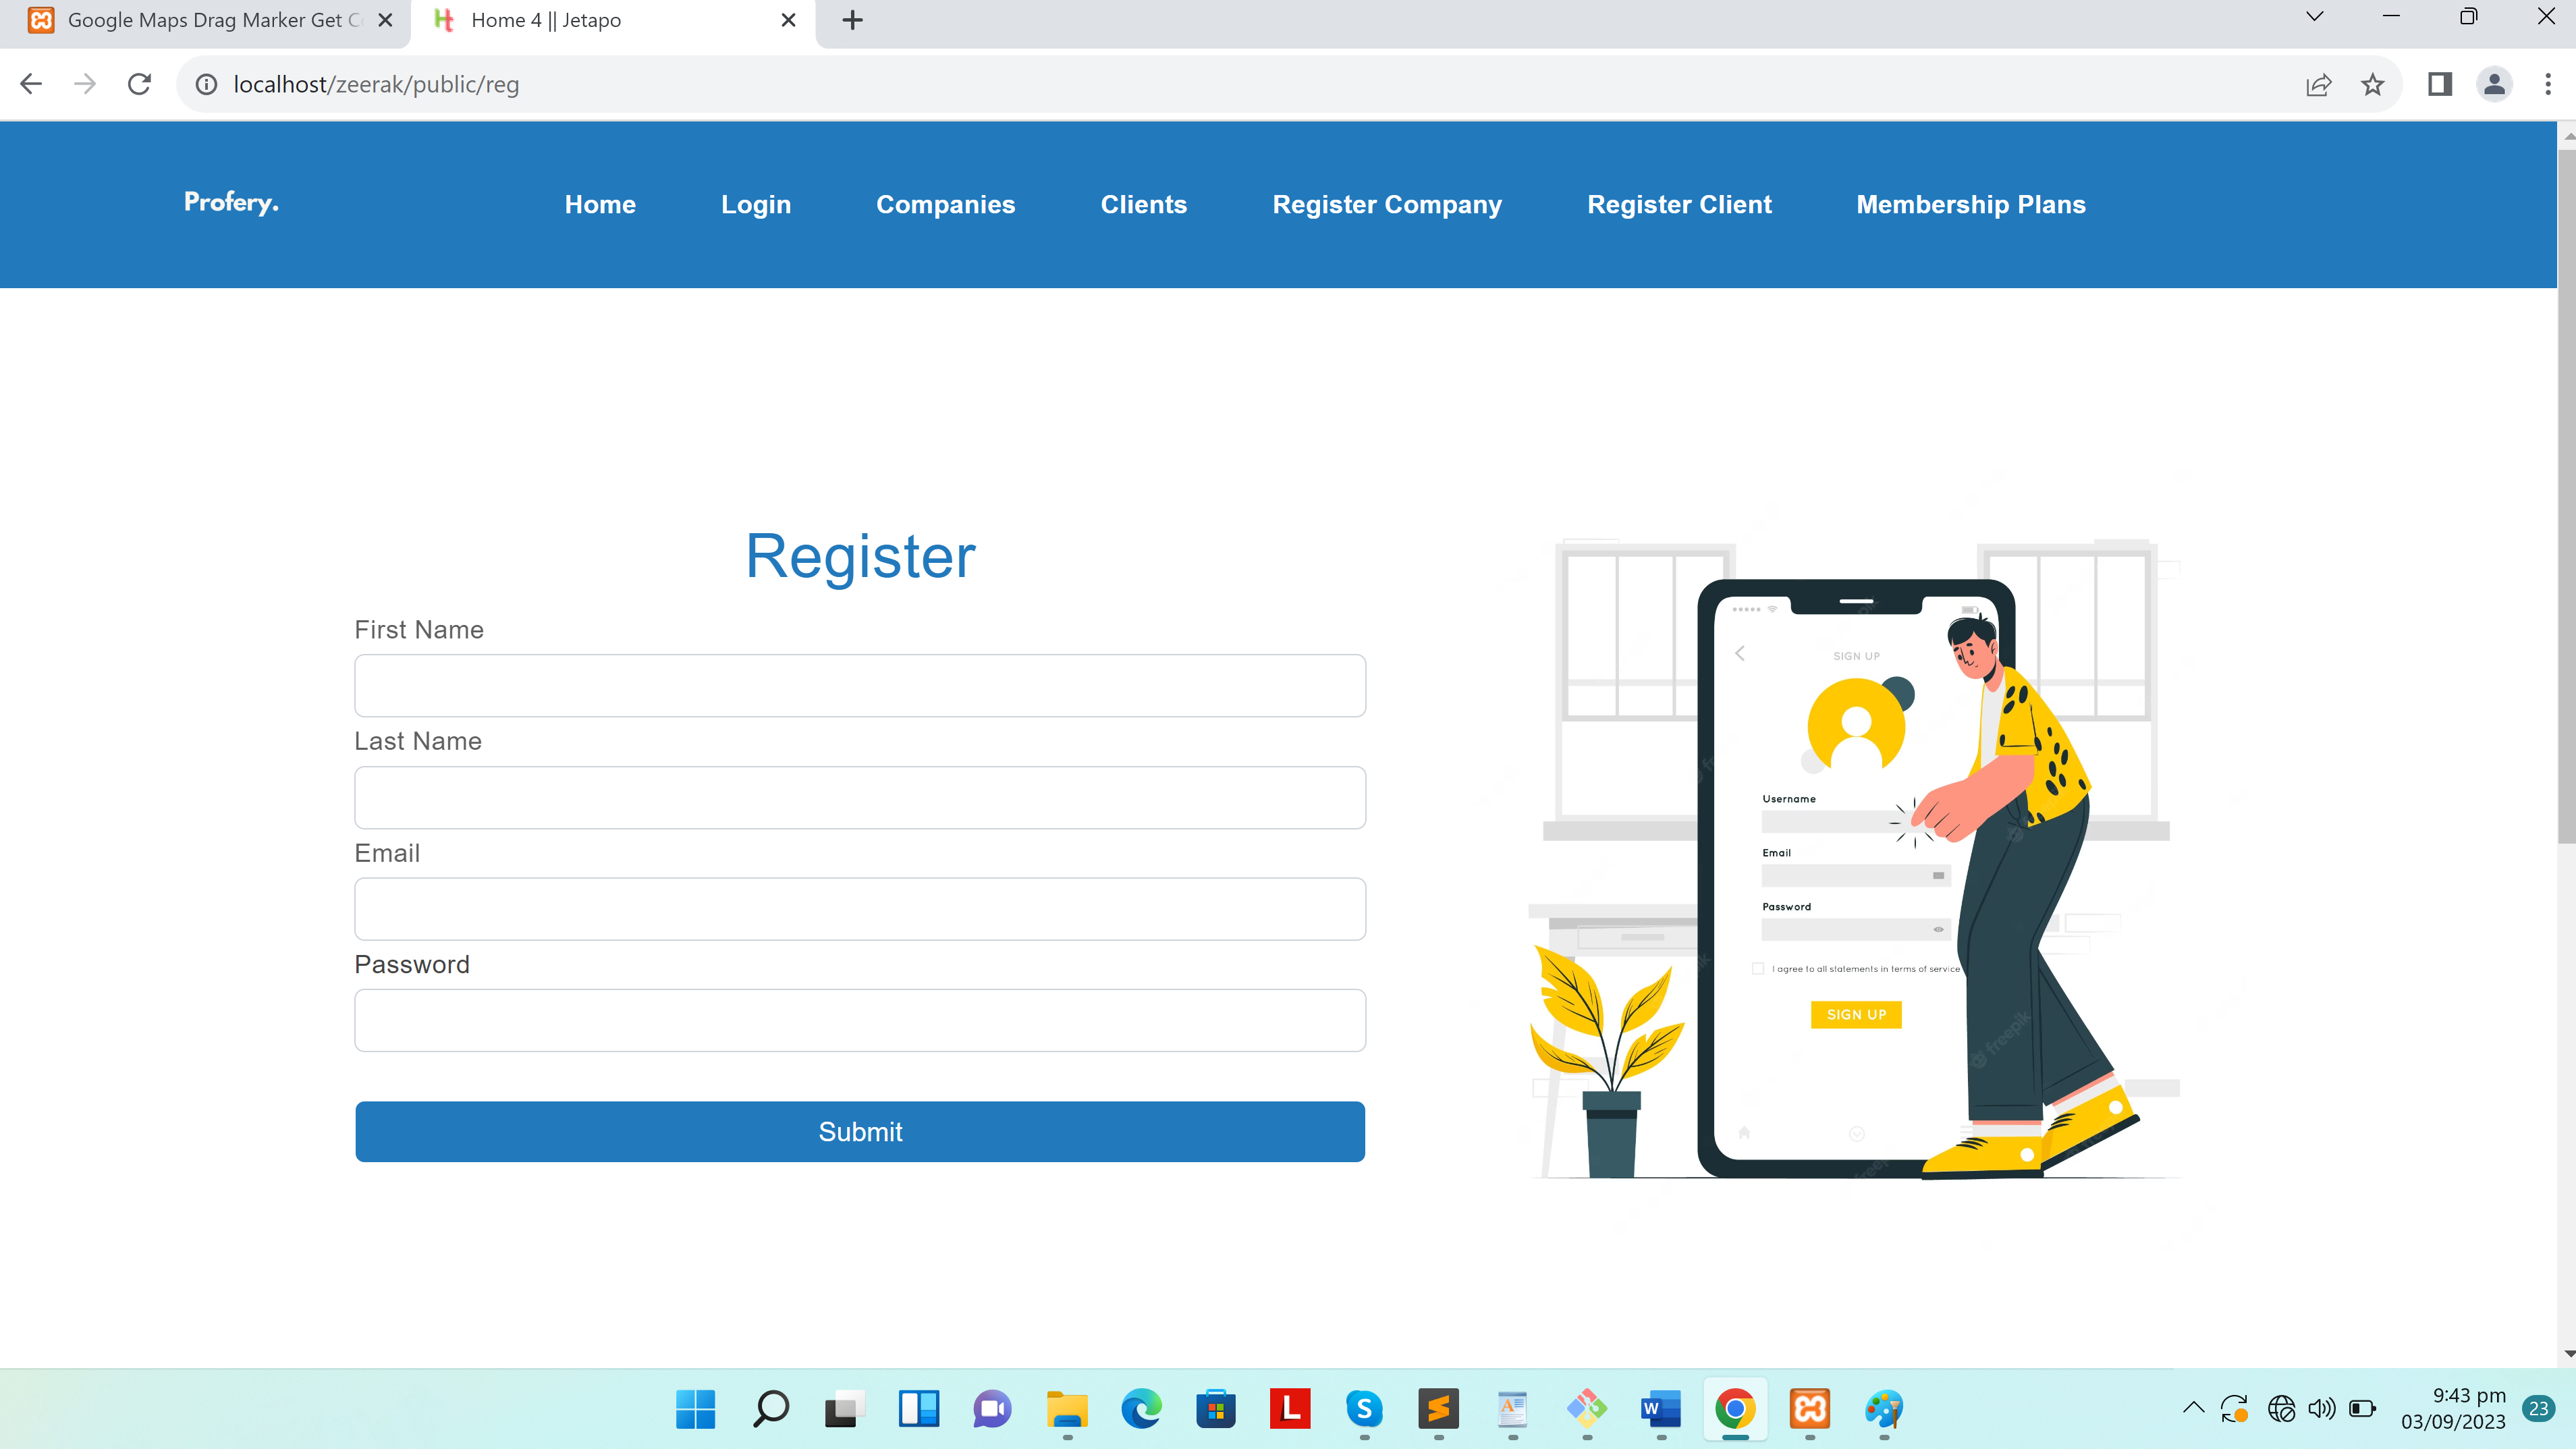 Google Maps Drag Marker Get C
Home 4 || Jetapo
localhost/zeerak/public/reg
Profery.
Home
Login
Companies
Clients
Register Company
Register Client
Membership Plans
Register
First Name
Last Name
Email
Password
Submit
SIGN UP
Username
Email
Password
I agree to all statements in terms of service
SIGN UP
freepik
L
S
A
W
9:43 pm
03/09/2023
23